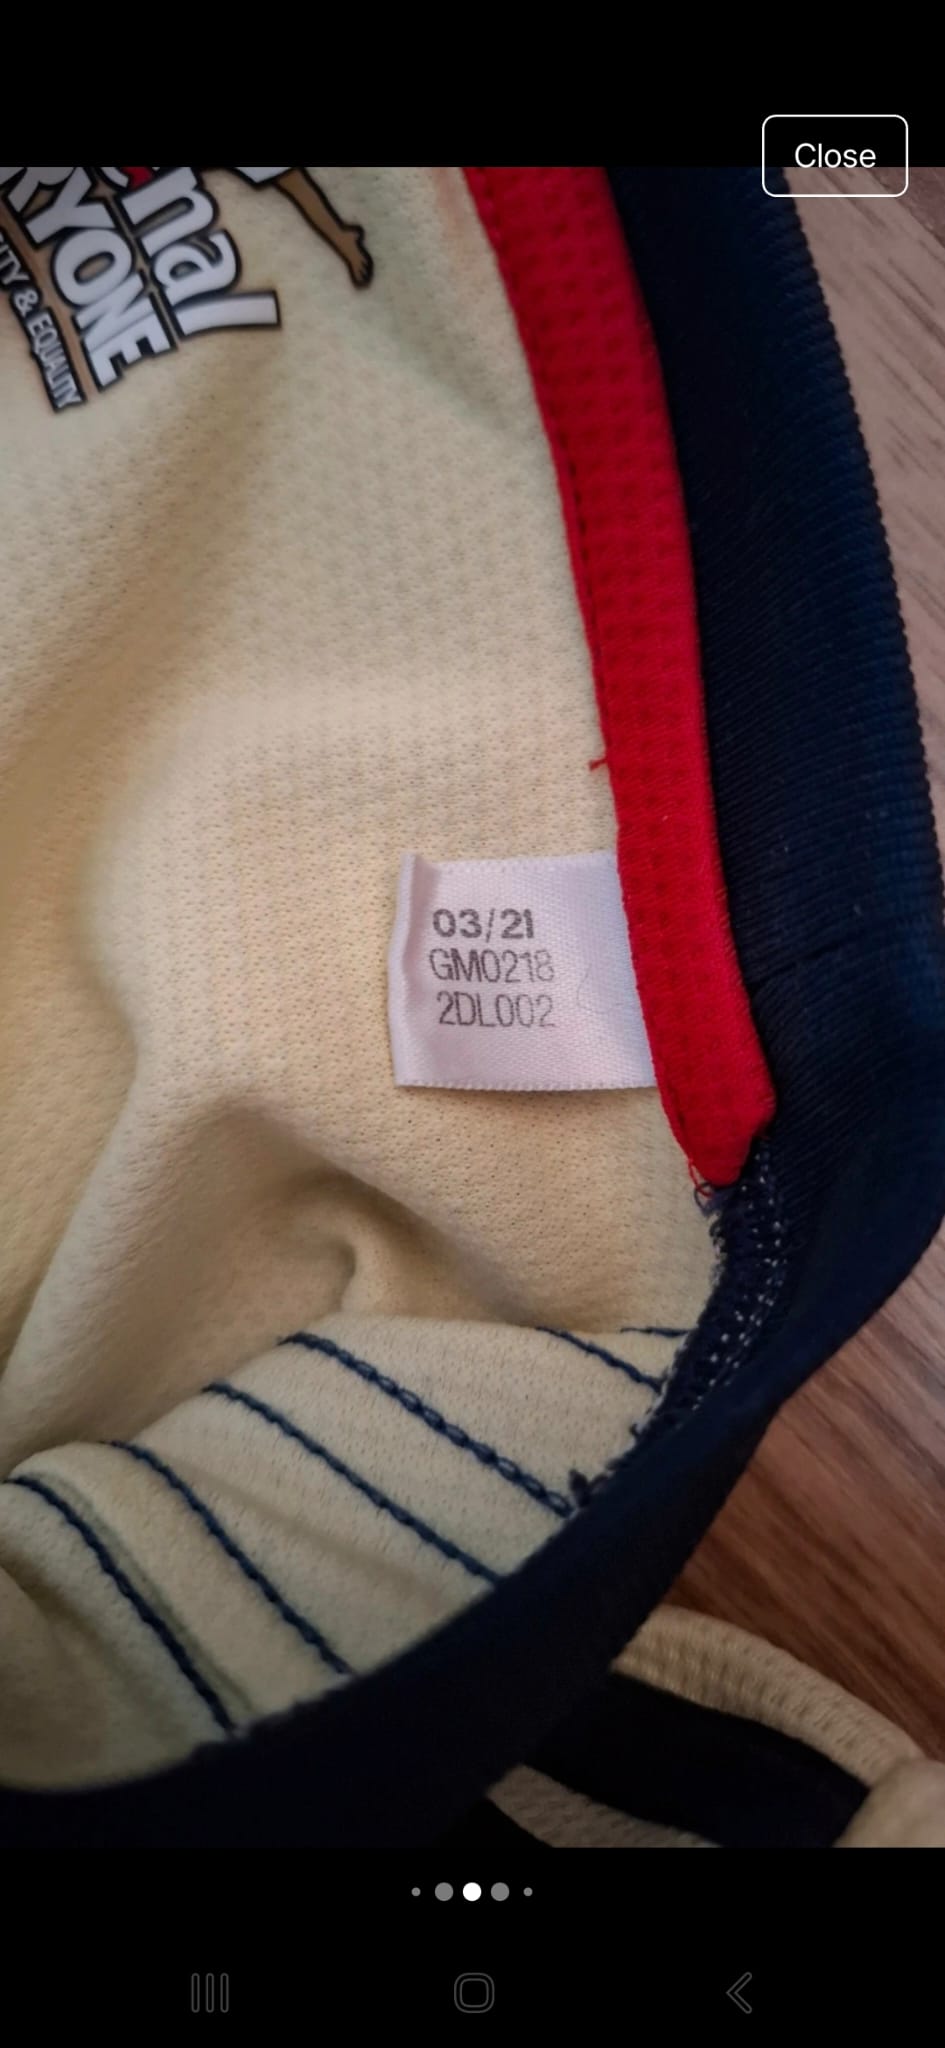 Close
nal
RYONE
ITY & EQUALITY
03/21
GM0218
2DL002